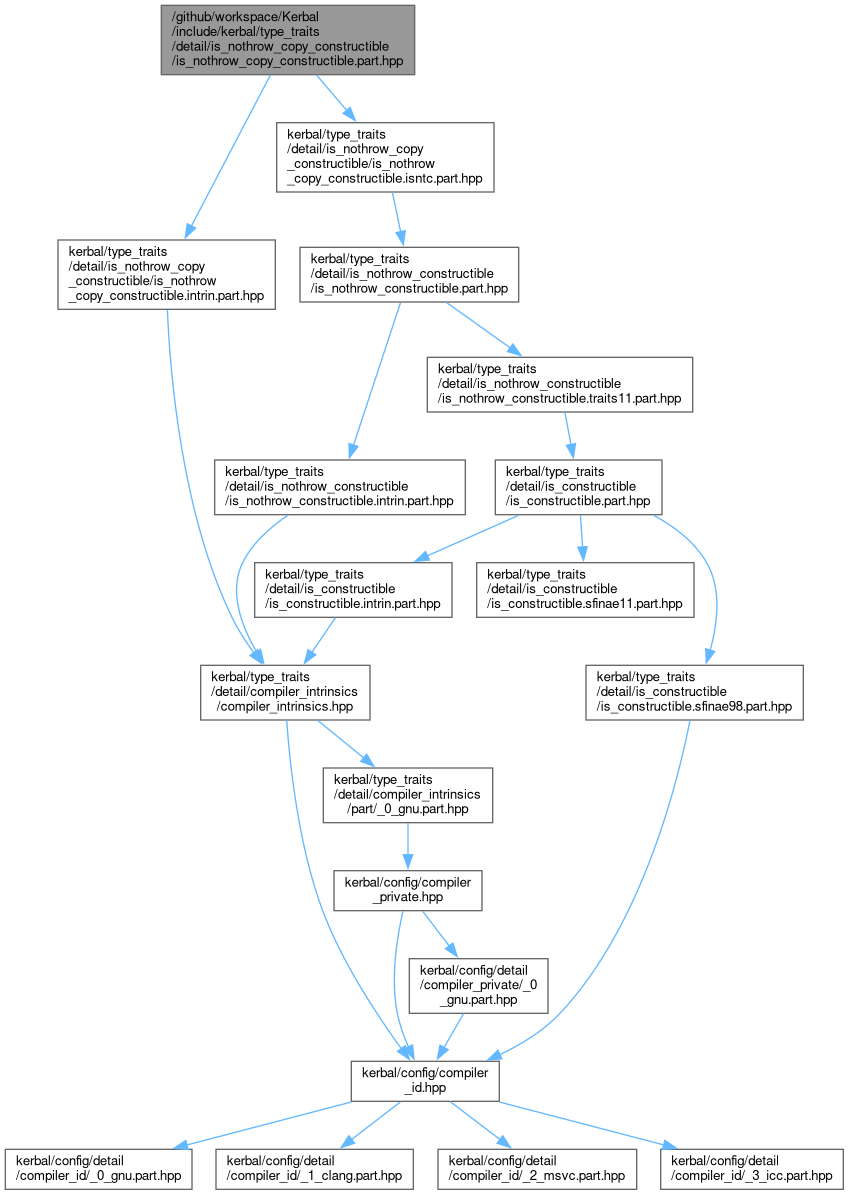 /github/workspace/Kerbal
/include/kerbal/type_traits
/detail/is_nothrow_copy_constructible
/is_nothrow_copy_constructible.part.hpp
kerbal/type_traits
/detail/is_nothrow_copy
_constructible/is_nothrow
_copy_constructible.isntc.part.hpp
kerbal/type_traits
/detail/is_nothrow_copy
_constructible/is_nothrow
_copy_constructible.intrin.part.hpp
kerbal/type_traits
/detail/is_nothrow_constructible
/is_nothrow_constructible.part.hpp
kerbal/type_traits
/detail/is_nothrow_constructible
/is_nothrow_constructible.traits11.part.hpp
kerbal/type_traits
/detail/is_nothrow_constructible
/is_nothrow_constructible.intrin.part.hpp
kerbal/type_traits
/detail/is_constructible
/is_constructible.part.hpp
kerbal/type_traits
/detail/is_constructible
/is_constructible.intrin.part.hpp
kerbal/type_traits
/detail/is_constructible
/is_constructible.sfinae11.part.hpp
kerbal/type_traits
/detail/compiler_intrinsics
/compiler_intrinsics.hpp
kerbal/type_traits
/detail/is_constructible
/is_constructible.sfinae98.part.hpp
kerbal/type_traits
/detail/compiler_intrinsics
/part/_0_gnu.part.hpp
kerbal/config/compiler
_private.hpp
kerbal/config/detail
/compiler_private/_0
_gnu.part.hpp
kerbal/config/compiler
_id.hpp
kerbal/config/detail
/compiler_id/_0_gnu.part.hpp
kerbal/config/detail
/compiler_id/_1_clang.part.hpp
kerbal/config/detail
/compiler_id/_2_msvc.part.hpp
kerbal/config/detail
/compiler_id/_3_icc.part.hpp